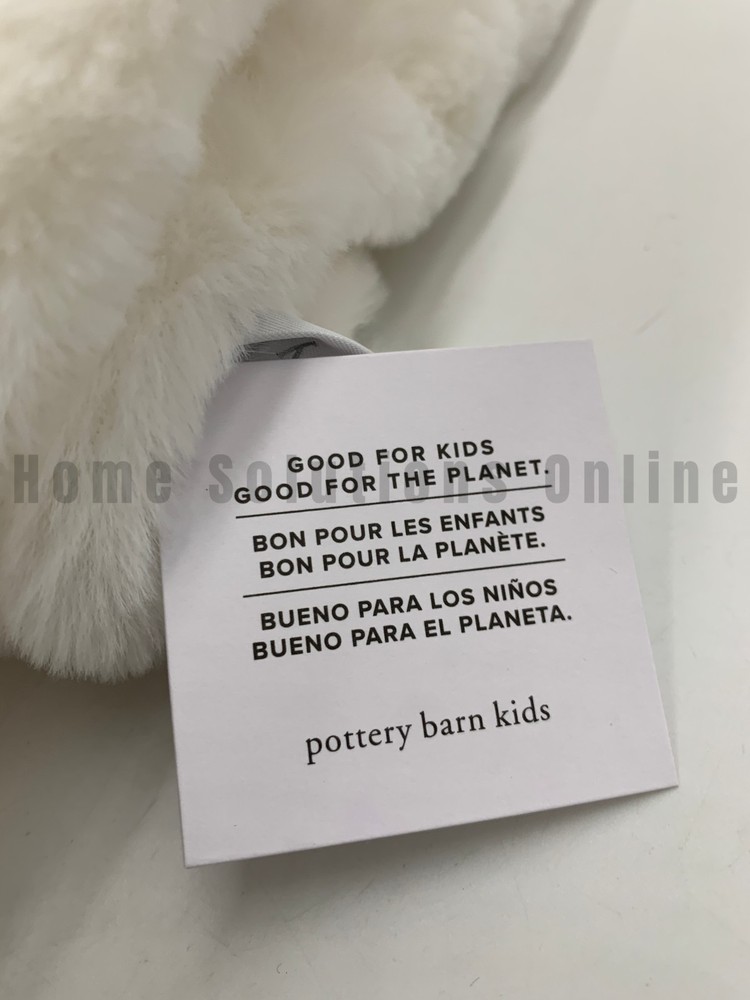 GOOD FOR KIDS
GOOD FOR THE PLANET.
Home Solutions Online
BON POUR LES ENFANTS
BON POUR LA PLANÈTE.
BUENO PARA LOS NIÑOS
BUENO PARA EL PLANETA.
pottery barn kids